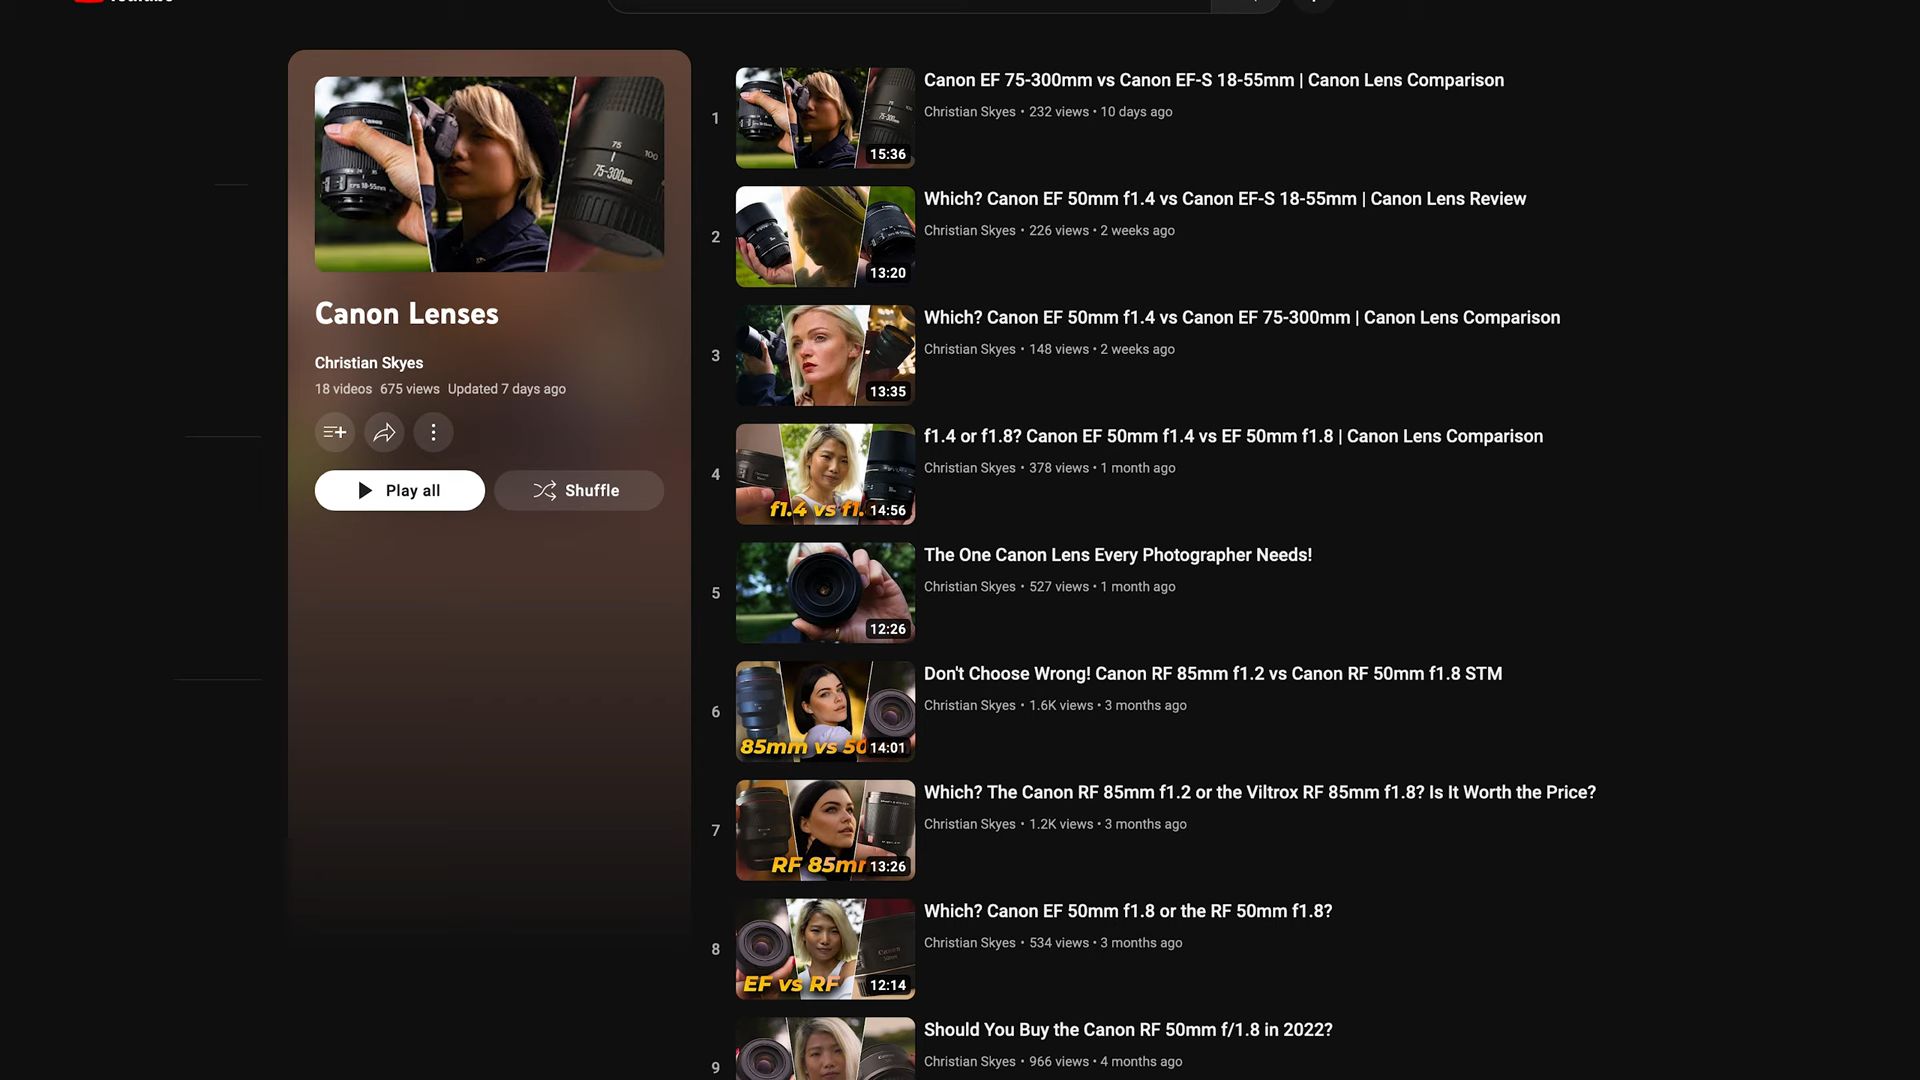 Canon Lenses
Christian Skyes
18 videos 675 views Updated 7 days ago
Play all
Shuffle
1
15:36
Canon EF 75-300mm vs Canon EF-S 18-55mm | Canon Lens Comparison
Christian Skyes • 232 views • 10 days ago
2
13:20
Which? Canon EF 50mm f1.4 vs Canon EF-S 18-55mm | Canon Lens Review
Christian Skyes • 226 views • 2 weeks ago
3
13:35
Which? Canon EF 50mm f1.4 vs Canon EF 75-300mm | Canon Lens Comparison
Christian Skyes • 148 views • 2 weeks ago
4
f1.4 vs f1.
14:56
f1.4 or f1.8? Canon EF 50mm f1.4 vs EF 50mm f1.8 | Canon Lens Comparison
Christian Skyes • 378 views • 1 month ago
5
12:26
The One Canon Lens Every Photographer Needs!
Christian Skyes • 527 views • 1 month ago
6
85mm vs 50
14:01
Don't Choose Wrong! Canon RF 85mm f1.2 vs Canon RF 50mm f1.8 STM
Christian Skyes • 1.6K views • 3 months ago
7
RF 85mm
13:26
Which? The Canon RF 85mm f1.2 or the Viltrox RF 85mm f1.8? Is It Worth the Price?
Christian Skyes • 1.2K views • 3 months ago
8
EF vs RF
12:14
Which? Canon EF 50mm f1.8 or the RF 50mm f1.8?
Christian Skyes • 534 views • 3 months ago
9
Should You Buy the Canon RF 50mm f/1.8 in 2022?
Christian Skyes • 966 views • 4 months ago